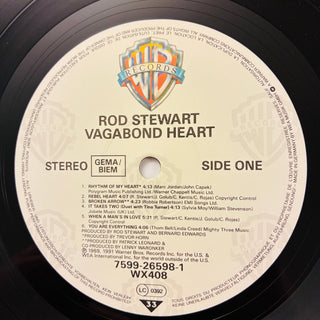 RECORDS
ROD STEWART
VAGABOND HEART
STEREO GEMA/ BIEM SIDE ONE
1. RHYTHM OF MY HEART* 4:13 (Marc Jordan/John Capek)
Polygram Music Publishing Ltd./Warner Chappell Music Ltd.
2. REBEL HEART 4:07 (P. Stewart/C. Kentis/J. Golub/C. Rojas) Copyright Control
3. BROKEN ARROW** 4:23 (Robbie Robertson) EMI Songs Ltd.
4. IT TAKES TWO (Duet with Tina Turner) 4:13 (Sylvia Moy/William Stevenson)
Jobete Music (UK) Ltd.
5. WHEN A MAN'S IN LOVE 5:31 (P. Stewart/C. Kentis/J. Golub/C. Rojas)
Copyright Control
6. YOU ARE EVERYTHING 4:06 (Thom Bell/Linda Creed) Mighty Three Music
PRODUCED BY ROD STEWART AND BERNARD EDWARDS
*PRODUCED BY TREVOR HORN
**PRODUCED BY PATRICK LEONARD &
CO PRODUCED BY LENNY WARONKER
1991 Warner Bros. Records Inc. for the U.S. &
WEA International Inc. for the world outside of the U.S.
7599-26598-1
WX408
LC 0392
33